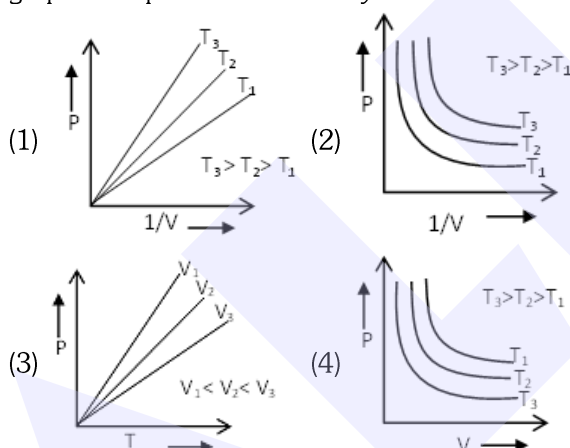 T3
T2
T1
P
(1)
T3 > T2 > T1
1/V
T3>T2>T1
P
(2)
T3
T2
T1
1/V
V1
V2
V3
P
(3)
V1 < V2 < V3
T
T3>T2>T1
P
(4)
T1
T2
T3
V